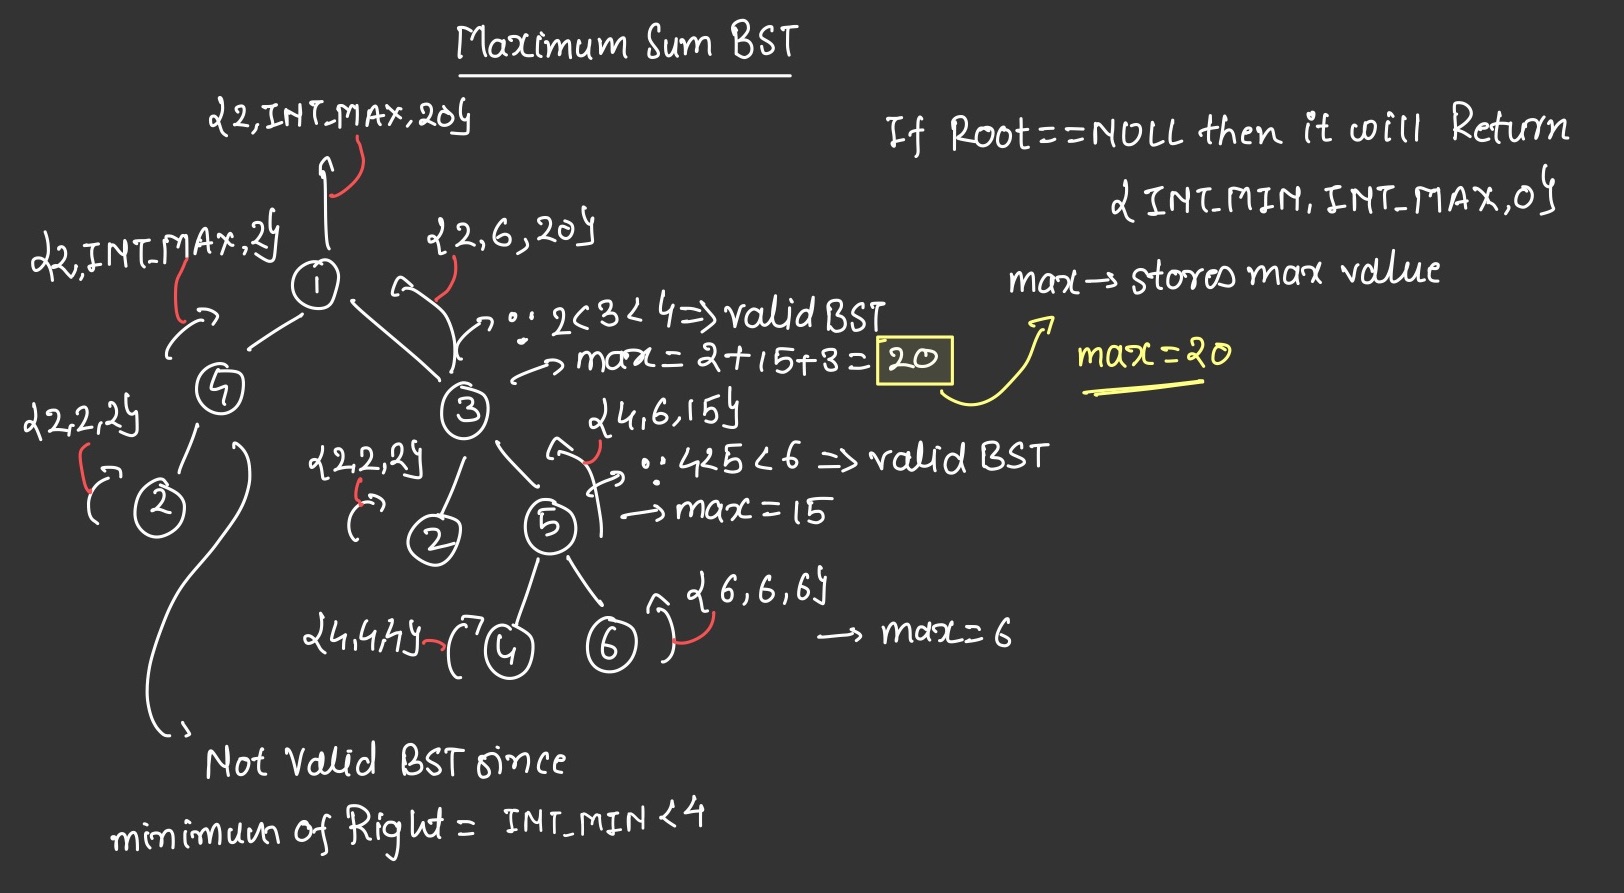 Maximum Sum BST
{2,INT_MAX,20}
If Root==NULL then it will Return
{INT_MIN, INT_MAX,0}
{2,INT_MAX,2}
{2,6,20}
max→ stores max value
1
∵ 2<3<4=> valid BST
→ max = 2+15+3= 20
max=20
4
3
{2,2,2}
{4,6,15}
{2,2,2}
∵ 4<5<6 => valid BST
→ max=15
2
2
5
{6,6,6}
{4,4,4}
4
6
→ max=6
Not Valid BST since
minimum of Right = INT_MIN <4